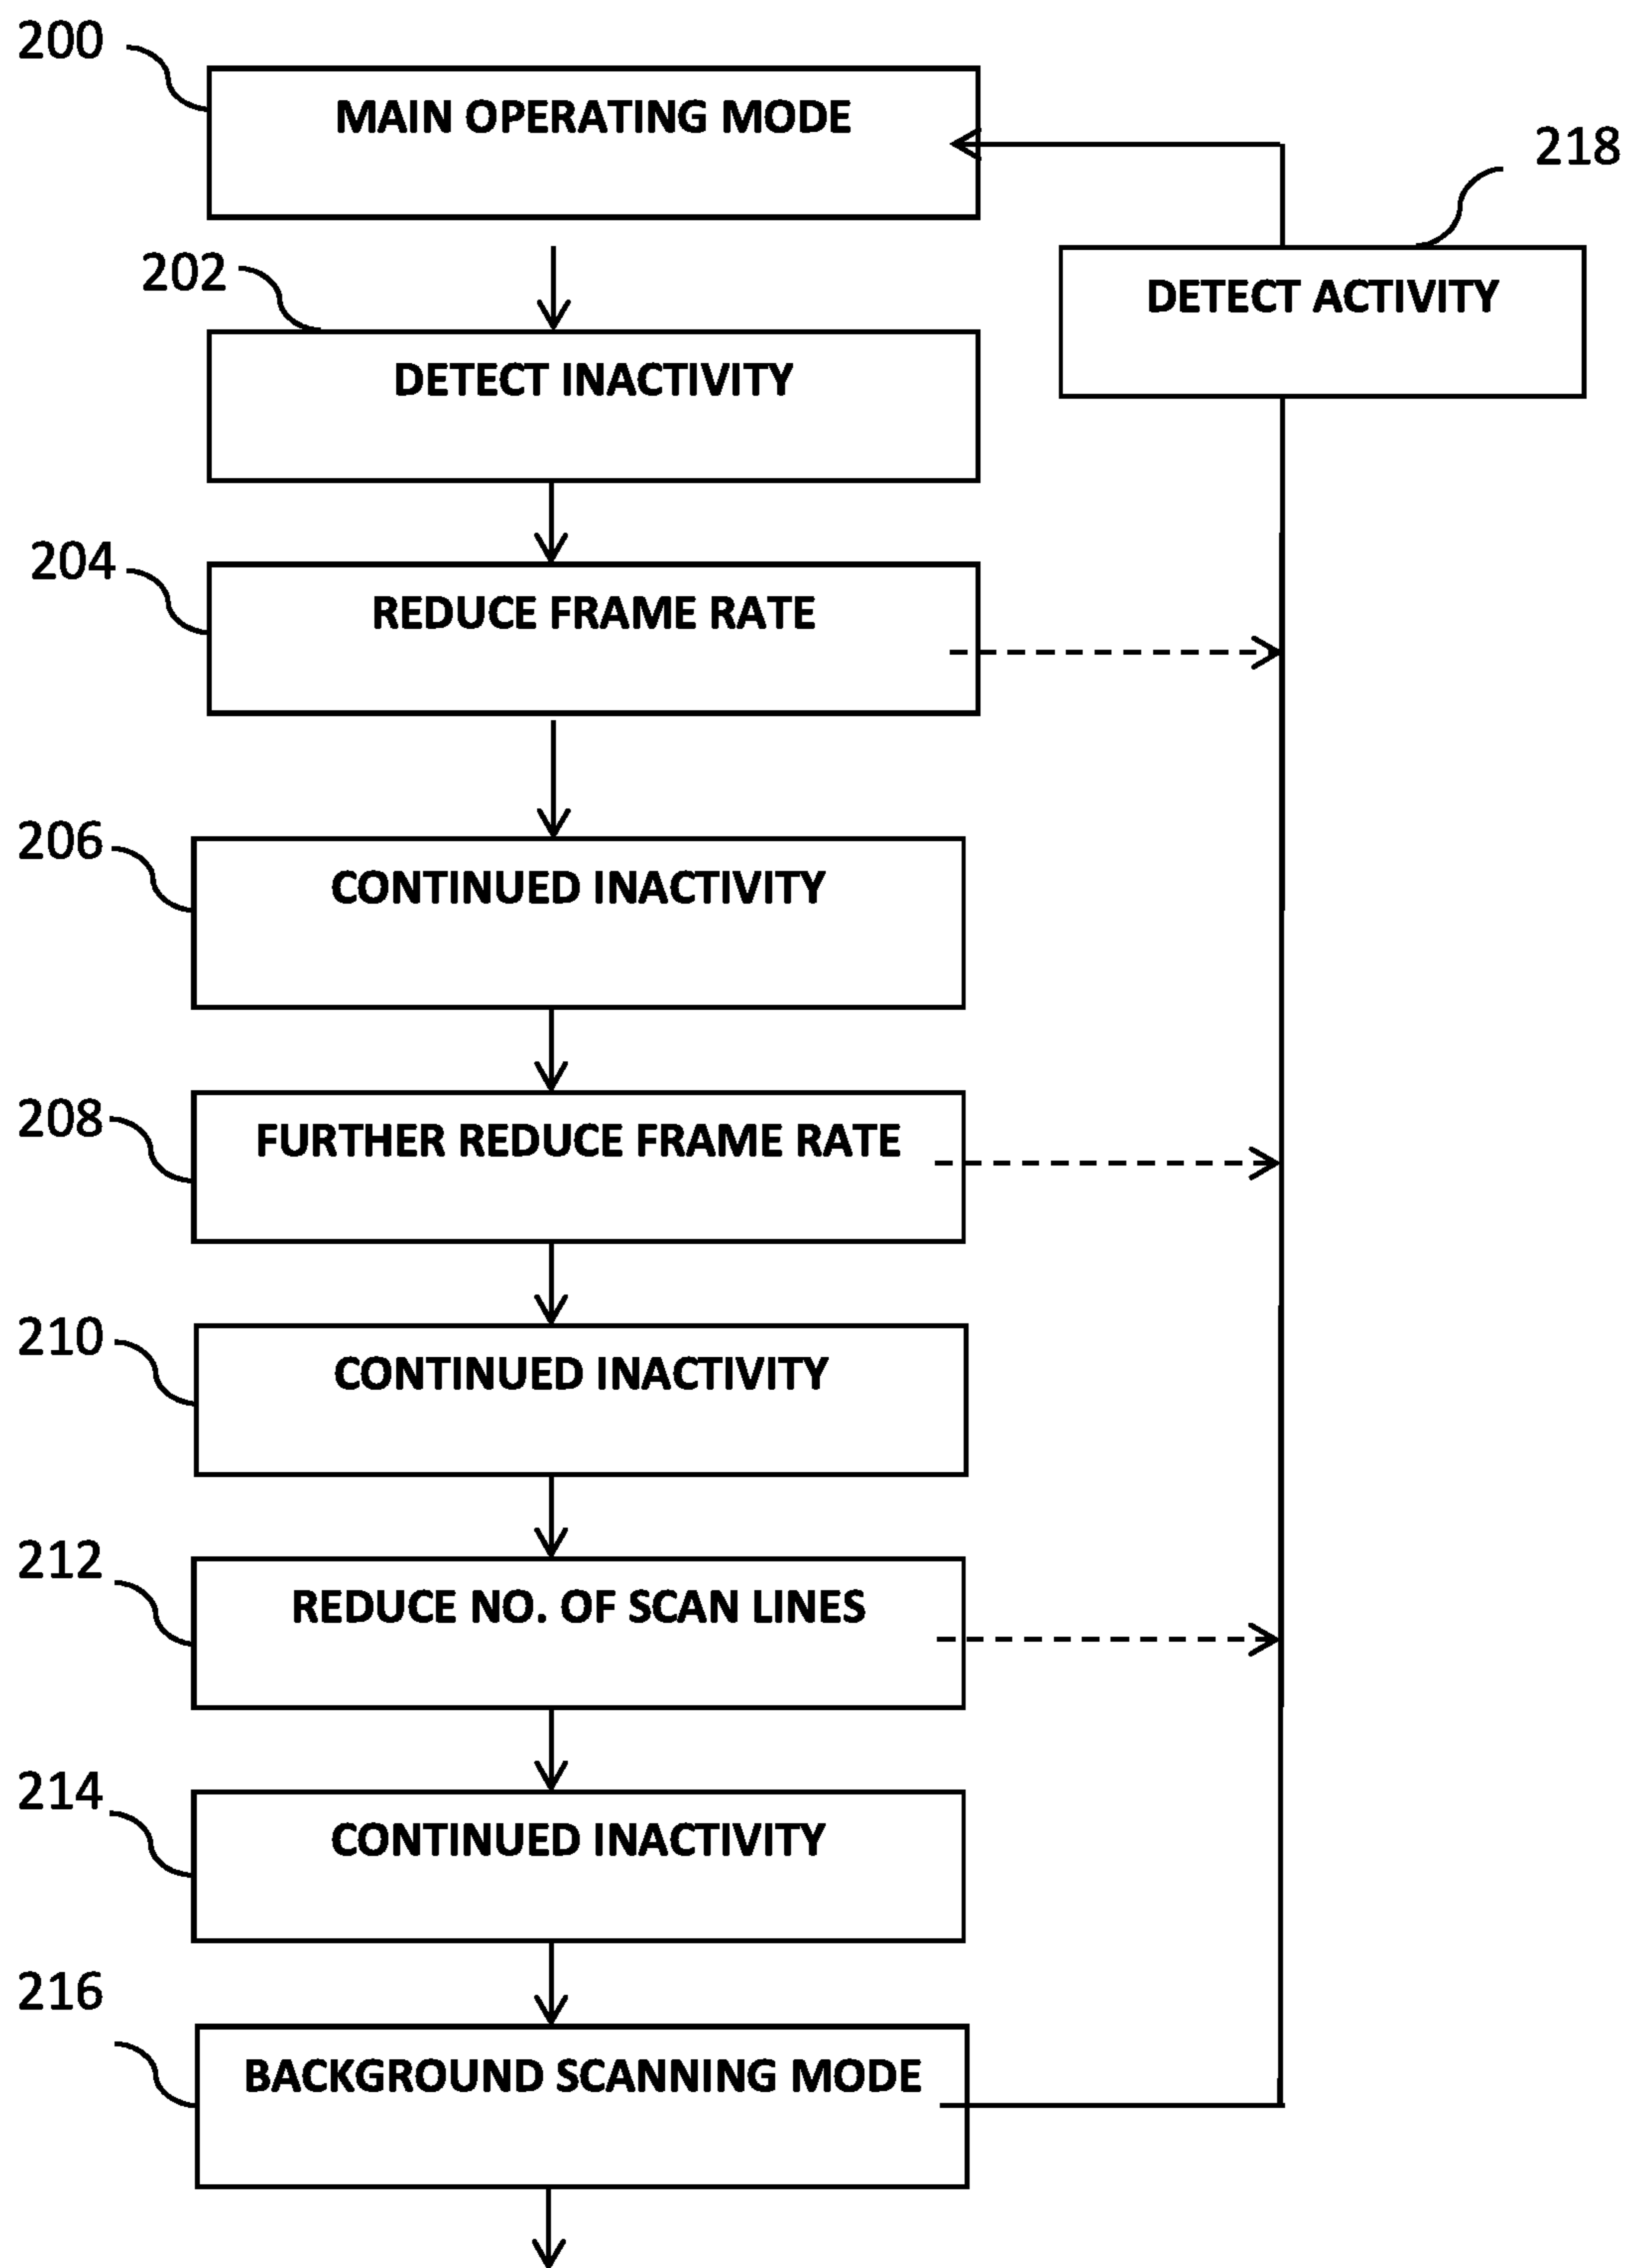 200
MAIN OPERATING MODE
218
DETECT ACTIVITY
202
DETECT INACTIVITY
204
REDUCE FRAME RATE
206
CONTINUED INACTIVITY
208
FURTHER REDUCE FRAME RATE
210
CONTINUED INACTIVITY
212
REDUCE NO. OF SCAN LINES
214
CONTINUED INACTIVITY
216
BACKGROUND SCANNING MODE